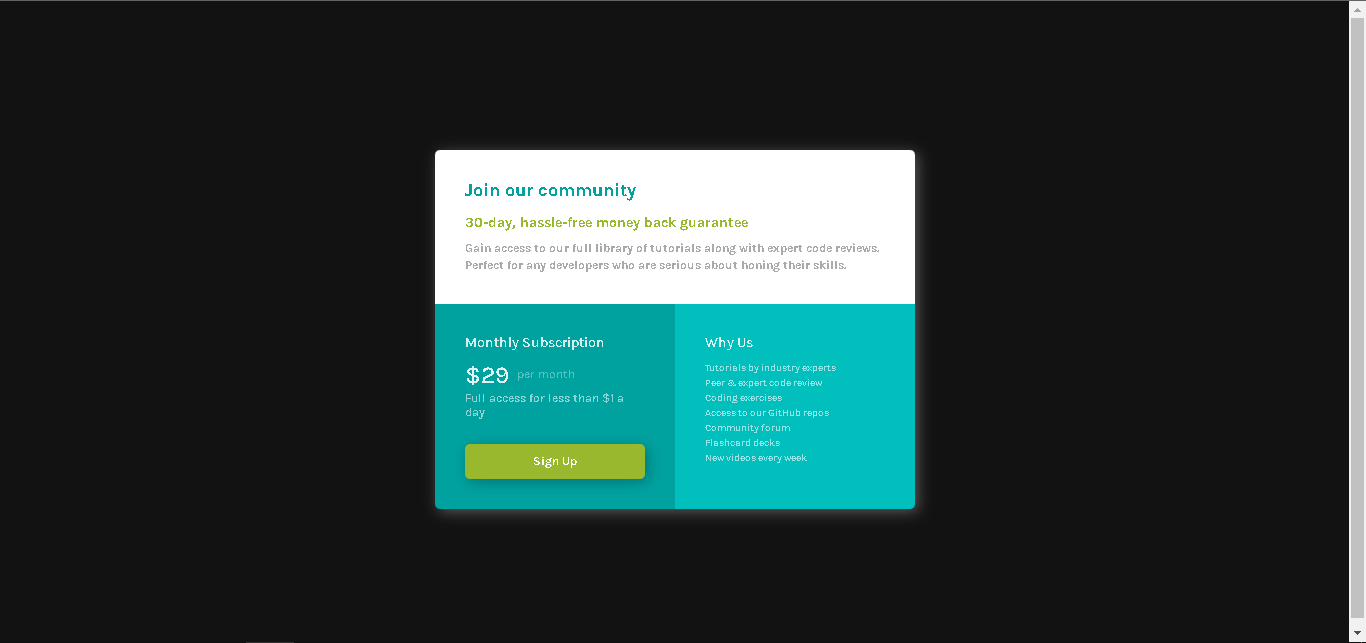 Join our community
30-day, hassle-free money back guarantee
Gain access to our full library of tutorials along with expert code reviews.
Perfect for any developers who are serious about honing their skills.
Monthly Subscription
$29 per month
Full access for less than $1 a
day
Sign Up
Why Us
Tutorials by industry experts
Peer & expert code review
Coding exercises
Access to our GitHub repos
Community forum
Flashcard decks
New videos every week